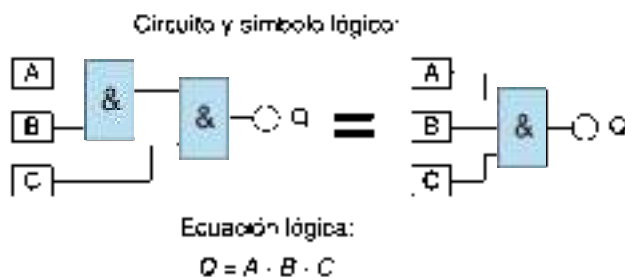 Circuito y símbolo lógico:
A
B
C
&
&
Q
=
A
B
C
&
Q
Ecuación lógica:
Q = A · B · C